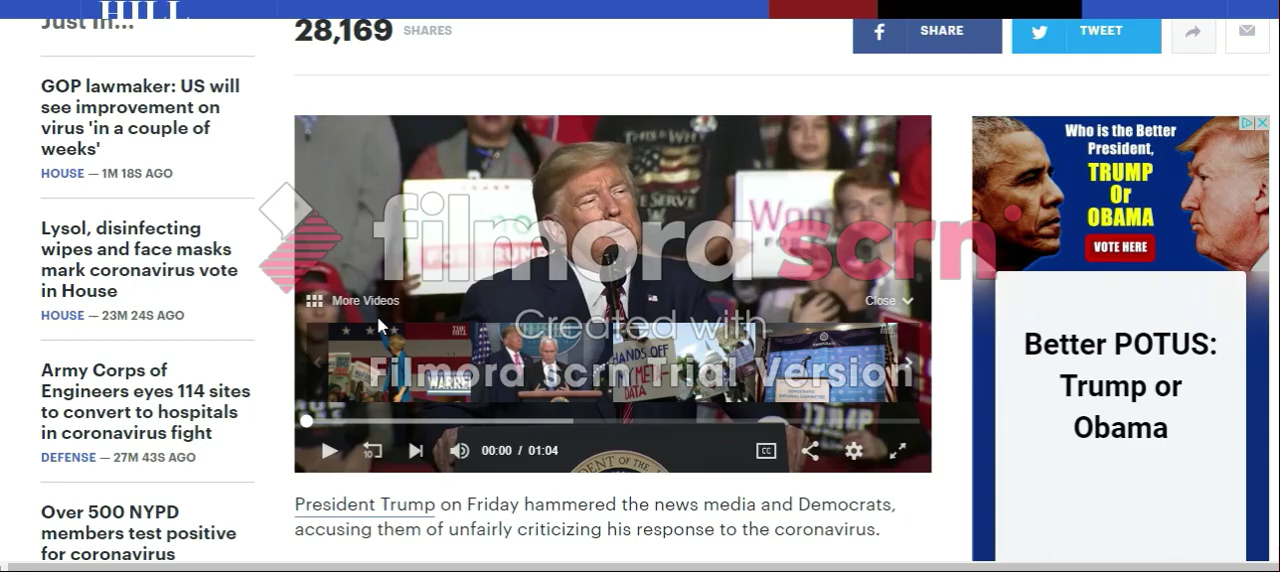 HILL
Just In...
GOP lawmaker: US will
see improvement on
virus 'in a couple of
weeks'
HOUSE — 1M 18S AGO
Lysol, disinfecting
wipes and face masks
mark coronavirus vote
in House
HOUSE — 23M 24S AGO
Army Corps of
Engineers eyes 114 sites
to convert to hospitals
in coronavirus fight
DEFENSE — 27M 43S AGO
Over 500 NYPD
members test positive
for coronavirus
28,169 SHARES
SHARE
TWEET
filmora scrn
More Videos
Close
Created with
Filmora scrn Trial Version
WARREN
HANDS OFF
DATA
10
00:00 / 01:04
CC
President Trump on Friday hammered the news media and Democrats,
accusing them of unfairly criticizing his response to the coronavirus.
Who is the Better
President,
TRUMP
Or
OBAMA
VOTE HERE
Better POTUS:
Trump or
Obama